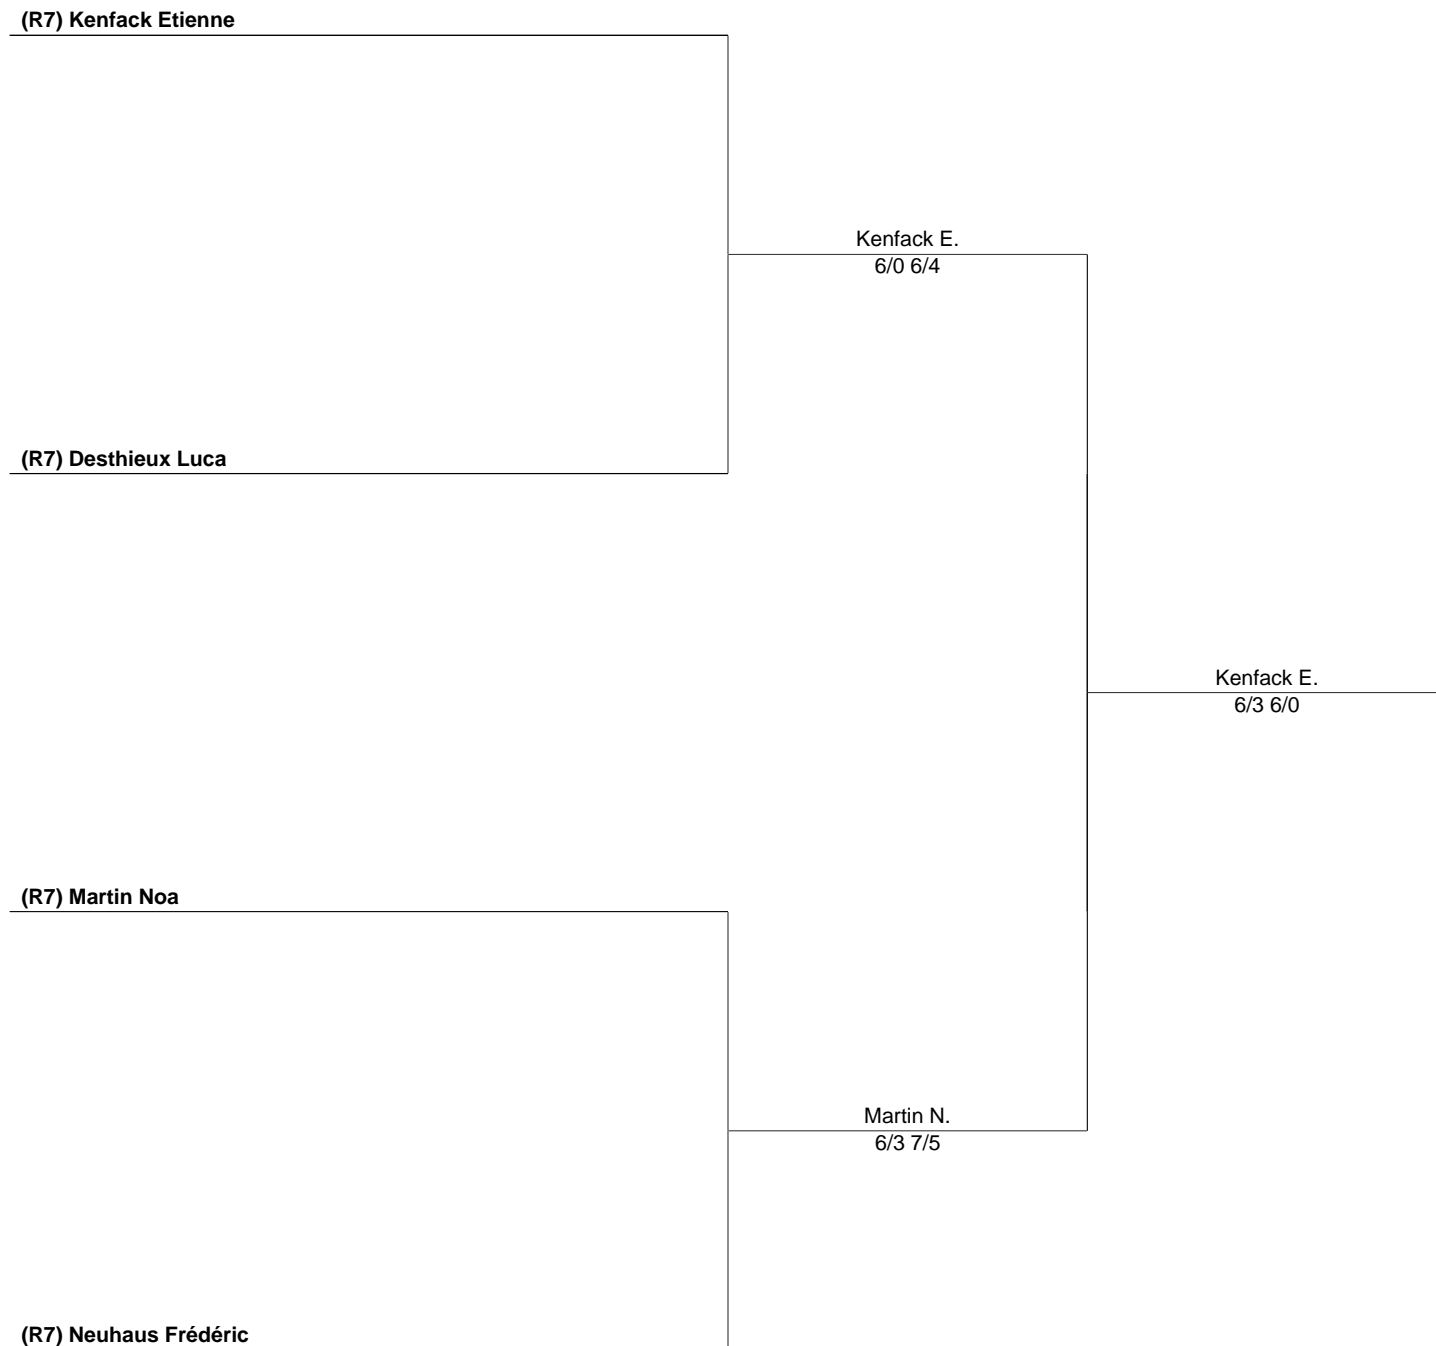 (R7) Kenfack Etienne
Kenfack E.
6/0 6/4
(R7) Desthieux Luca
Kenfack E.
6/3 6/0
(R7) Martin Noa
Martin N.
6/3 7/5
(R7) Neuhaus Frédéric